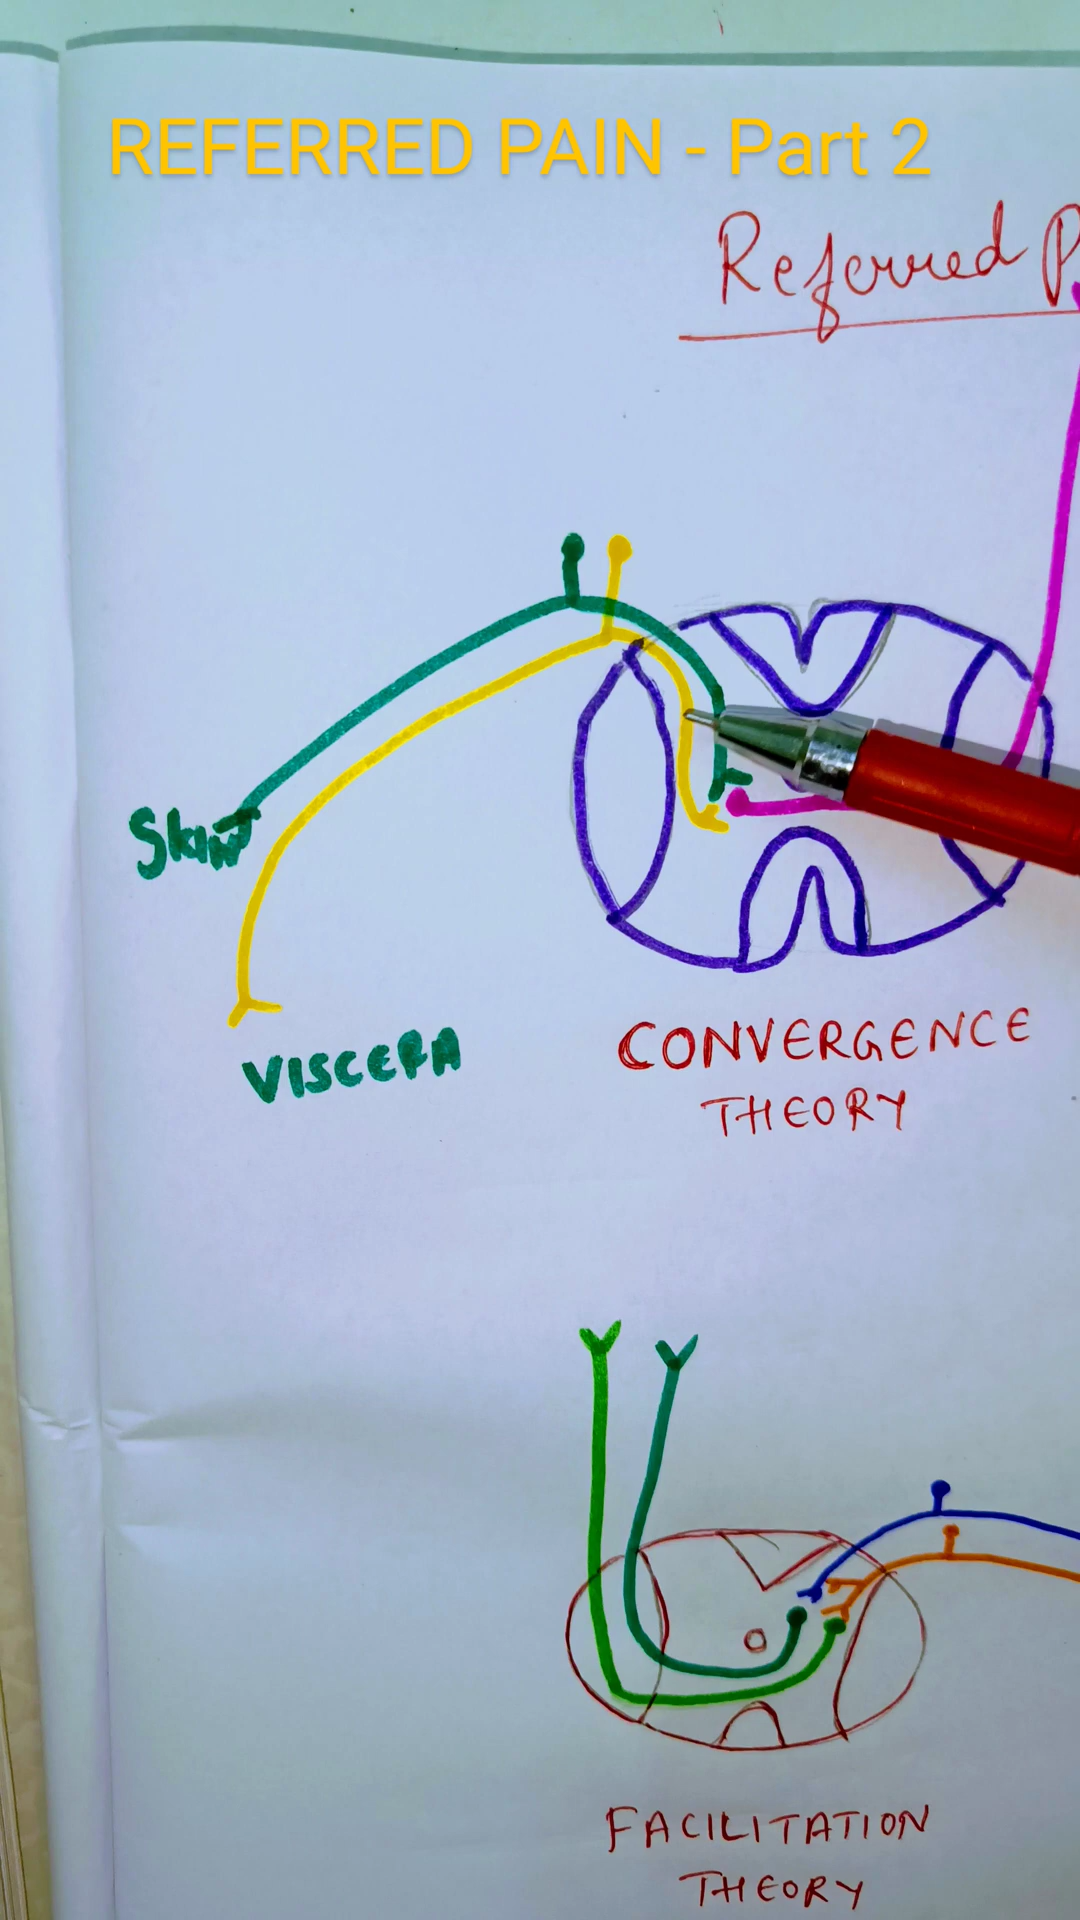 REFERRED PAIN - Part 2
Referred P
Skin
VISCERA
CONVERGENCE
THEORY
FACILITATION
THEORY